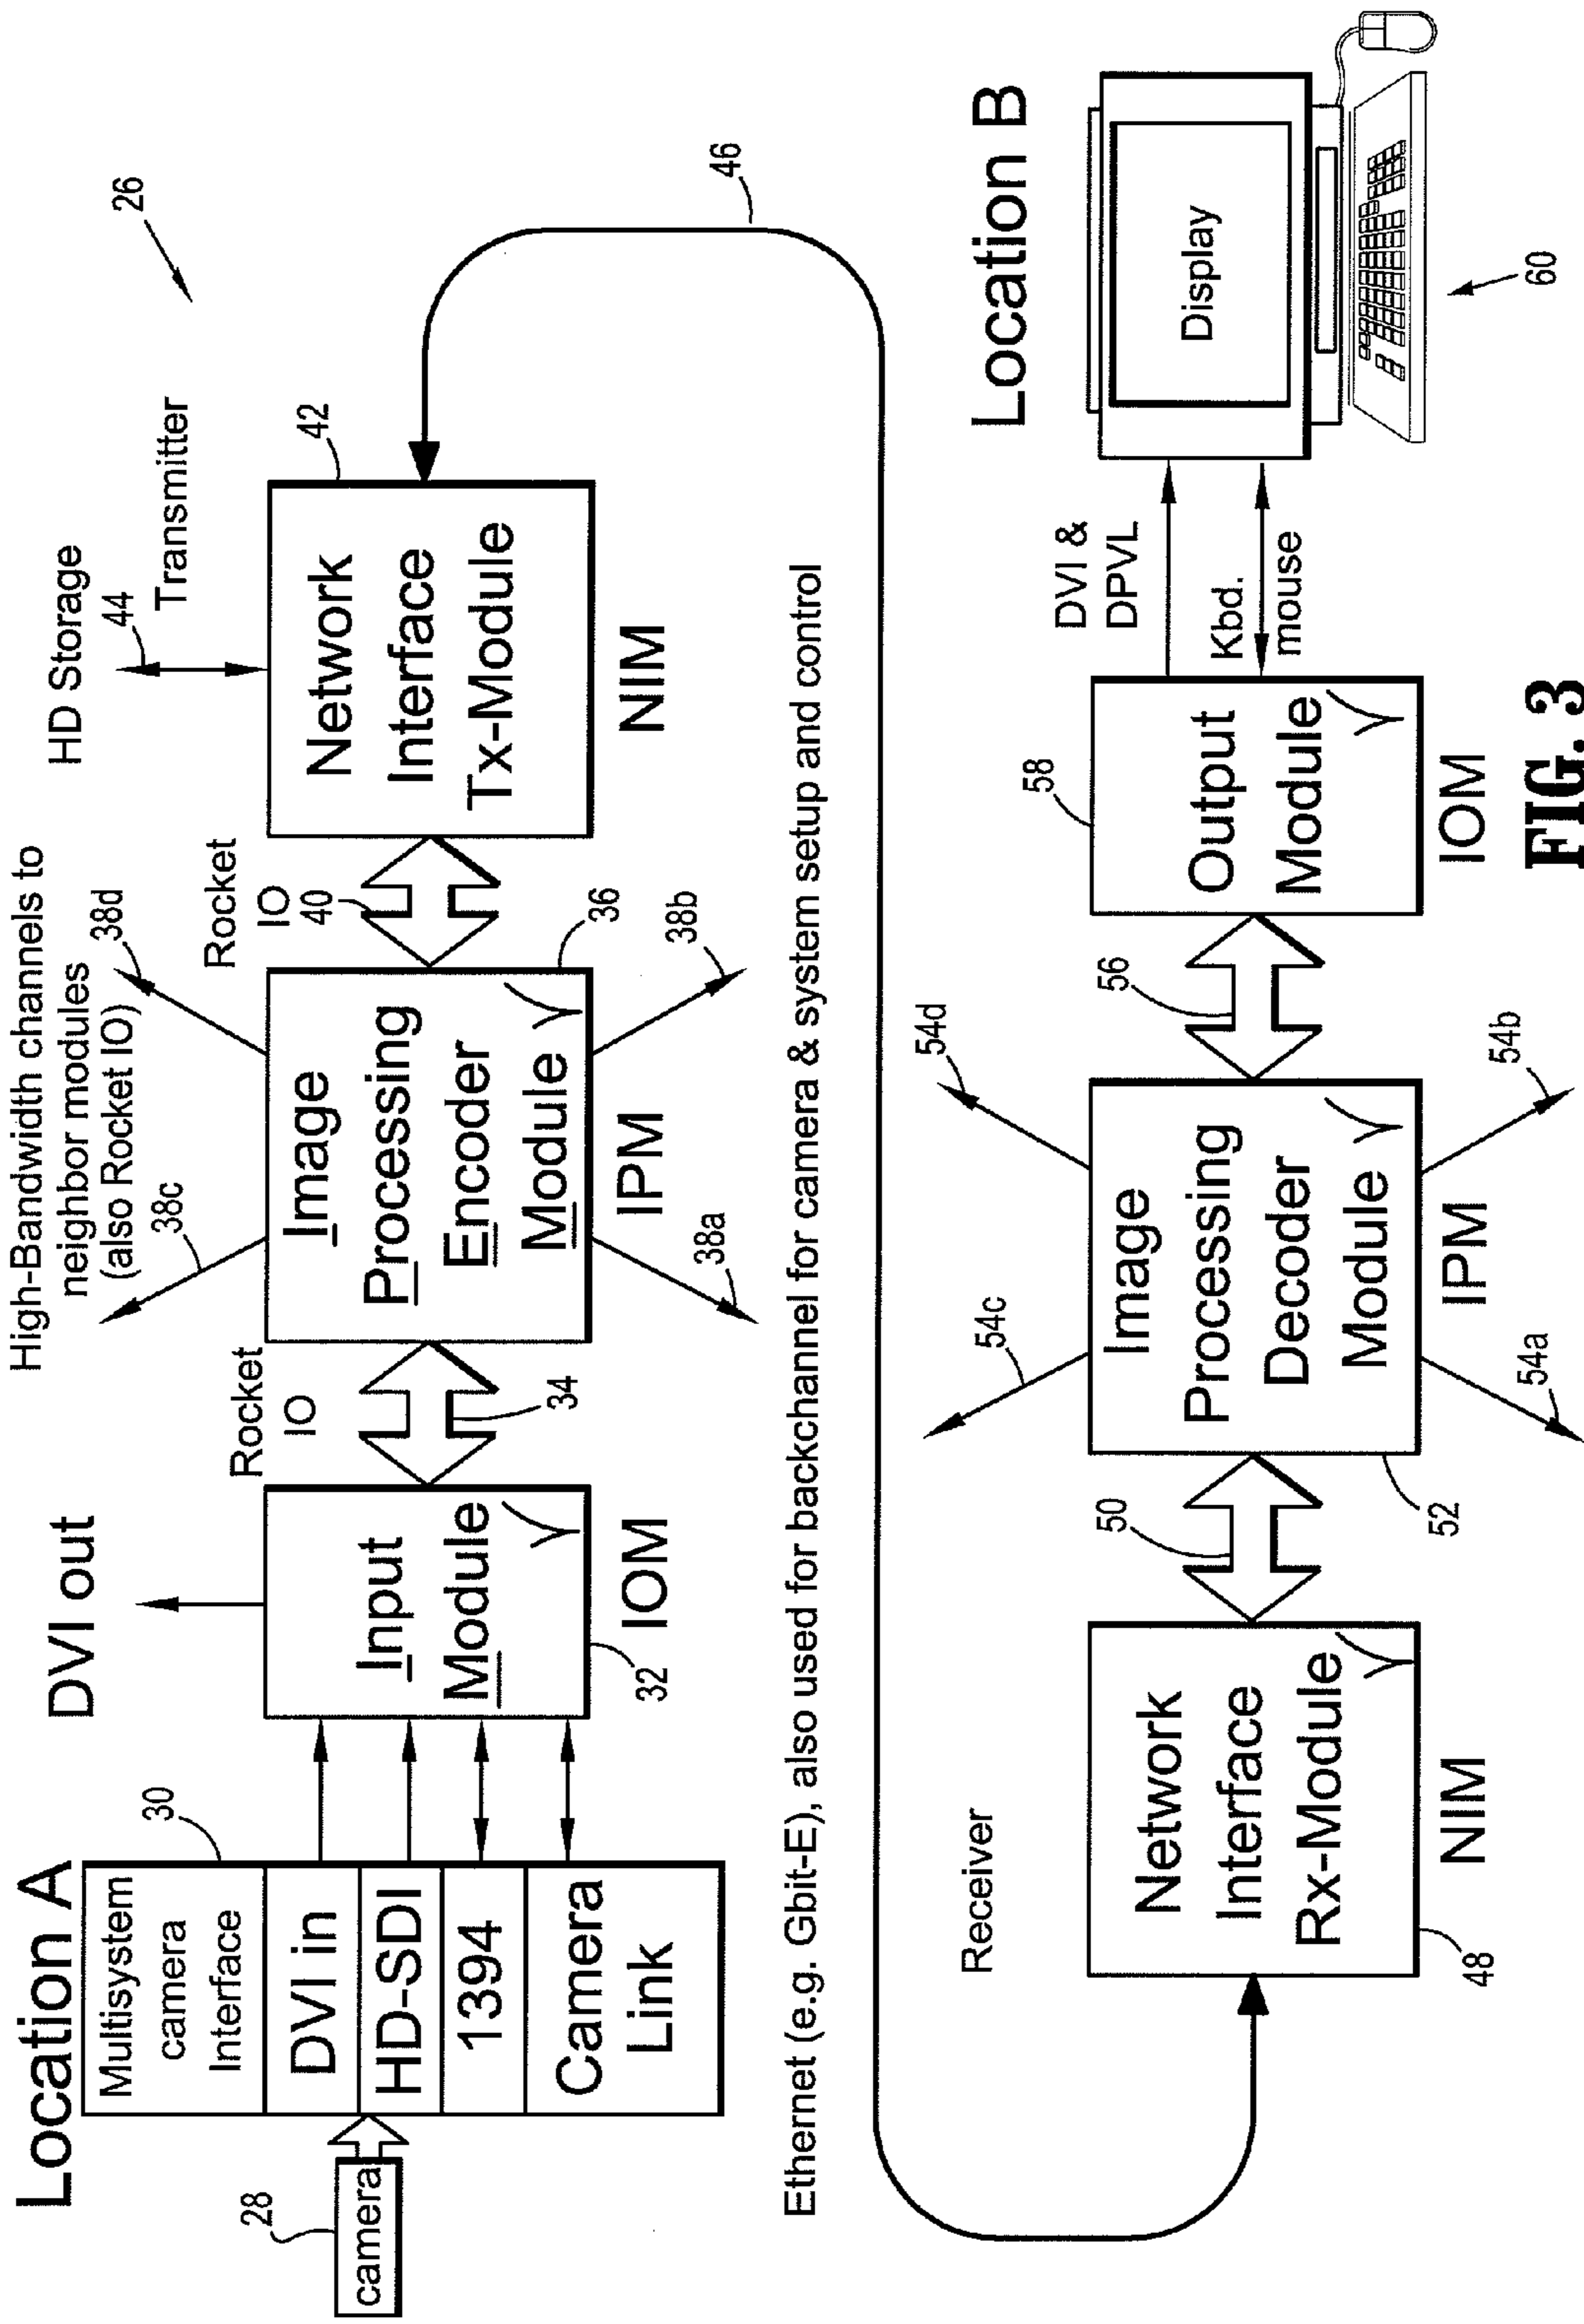 Location A
28
camera
Multisystem
camera
Interface
30
DVI in
HD-SDI
1394
Camera
Link
DVI out
Input
Module
IOM
32
Rocket
IO
34
High-Bandwidth channels to
neighbor modules
(also Rocket IO)
38c
38d
Image
Processing
Encoder
Module
IPM
36
38a
38b
Rocket
IO
40
HD Storage
44
Transmitter
26
42
Network
Interface
Tx-Module
NIM
46
Ethernet (e.g. Gbit-E), also used for backchannel for camera & system setup and control
Receiver
Network
Interface
Rx-Module
NIM
48
50
54c
54d
Image
Processing
Decoder
Module
IPM
52
54a
54b
56
58
Output
Module
IOM
DVI &
DPVL
Kbd.
mouse
Location B
Display
60
FIG. 3